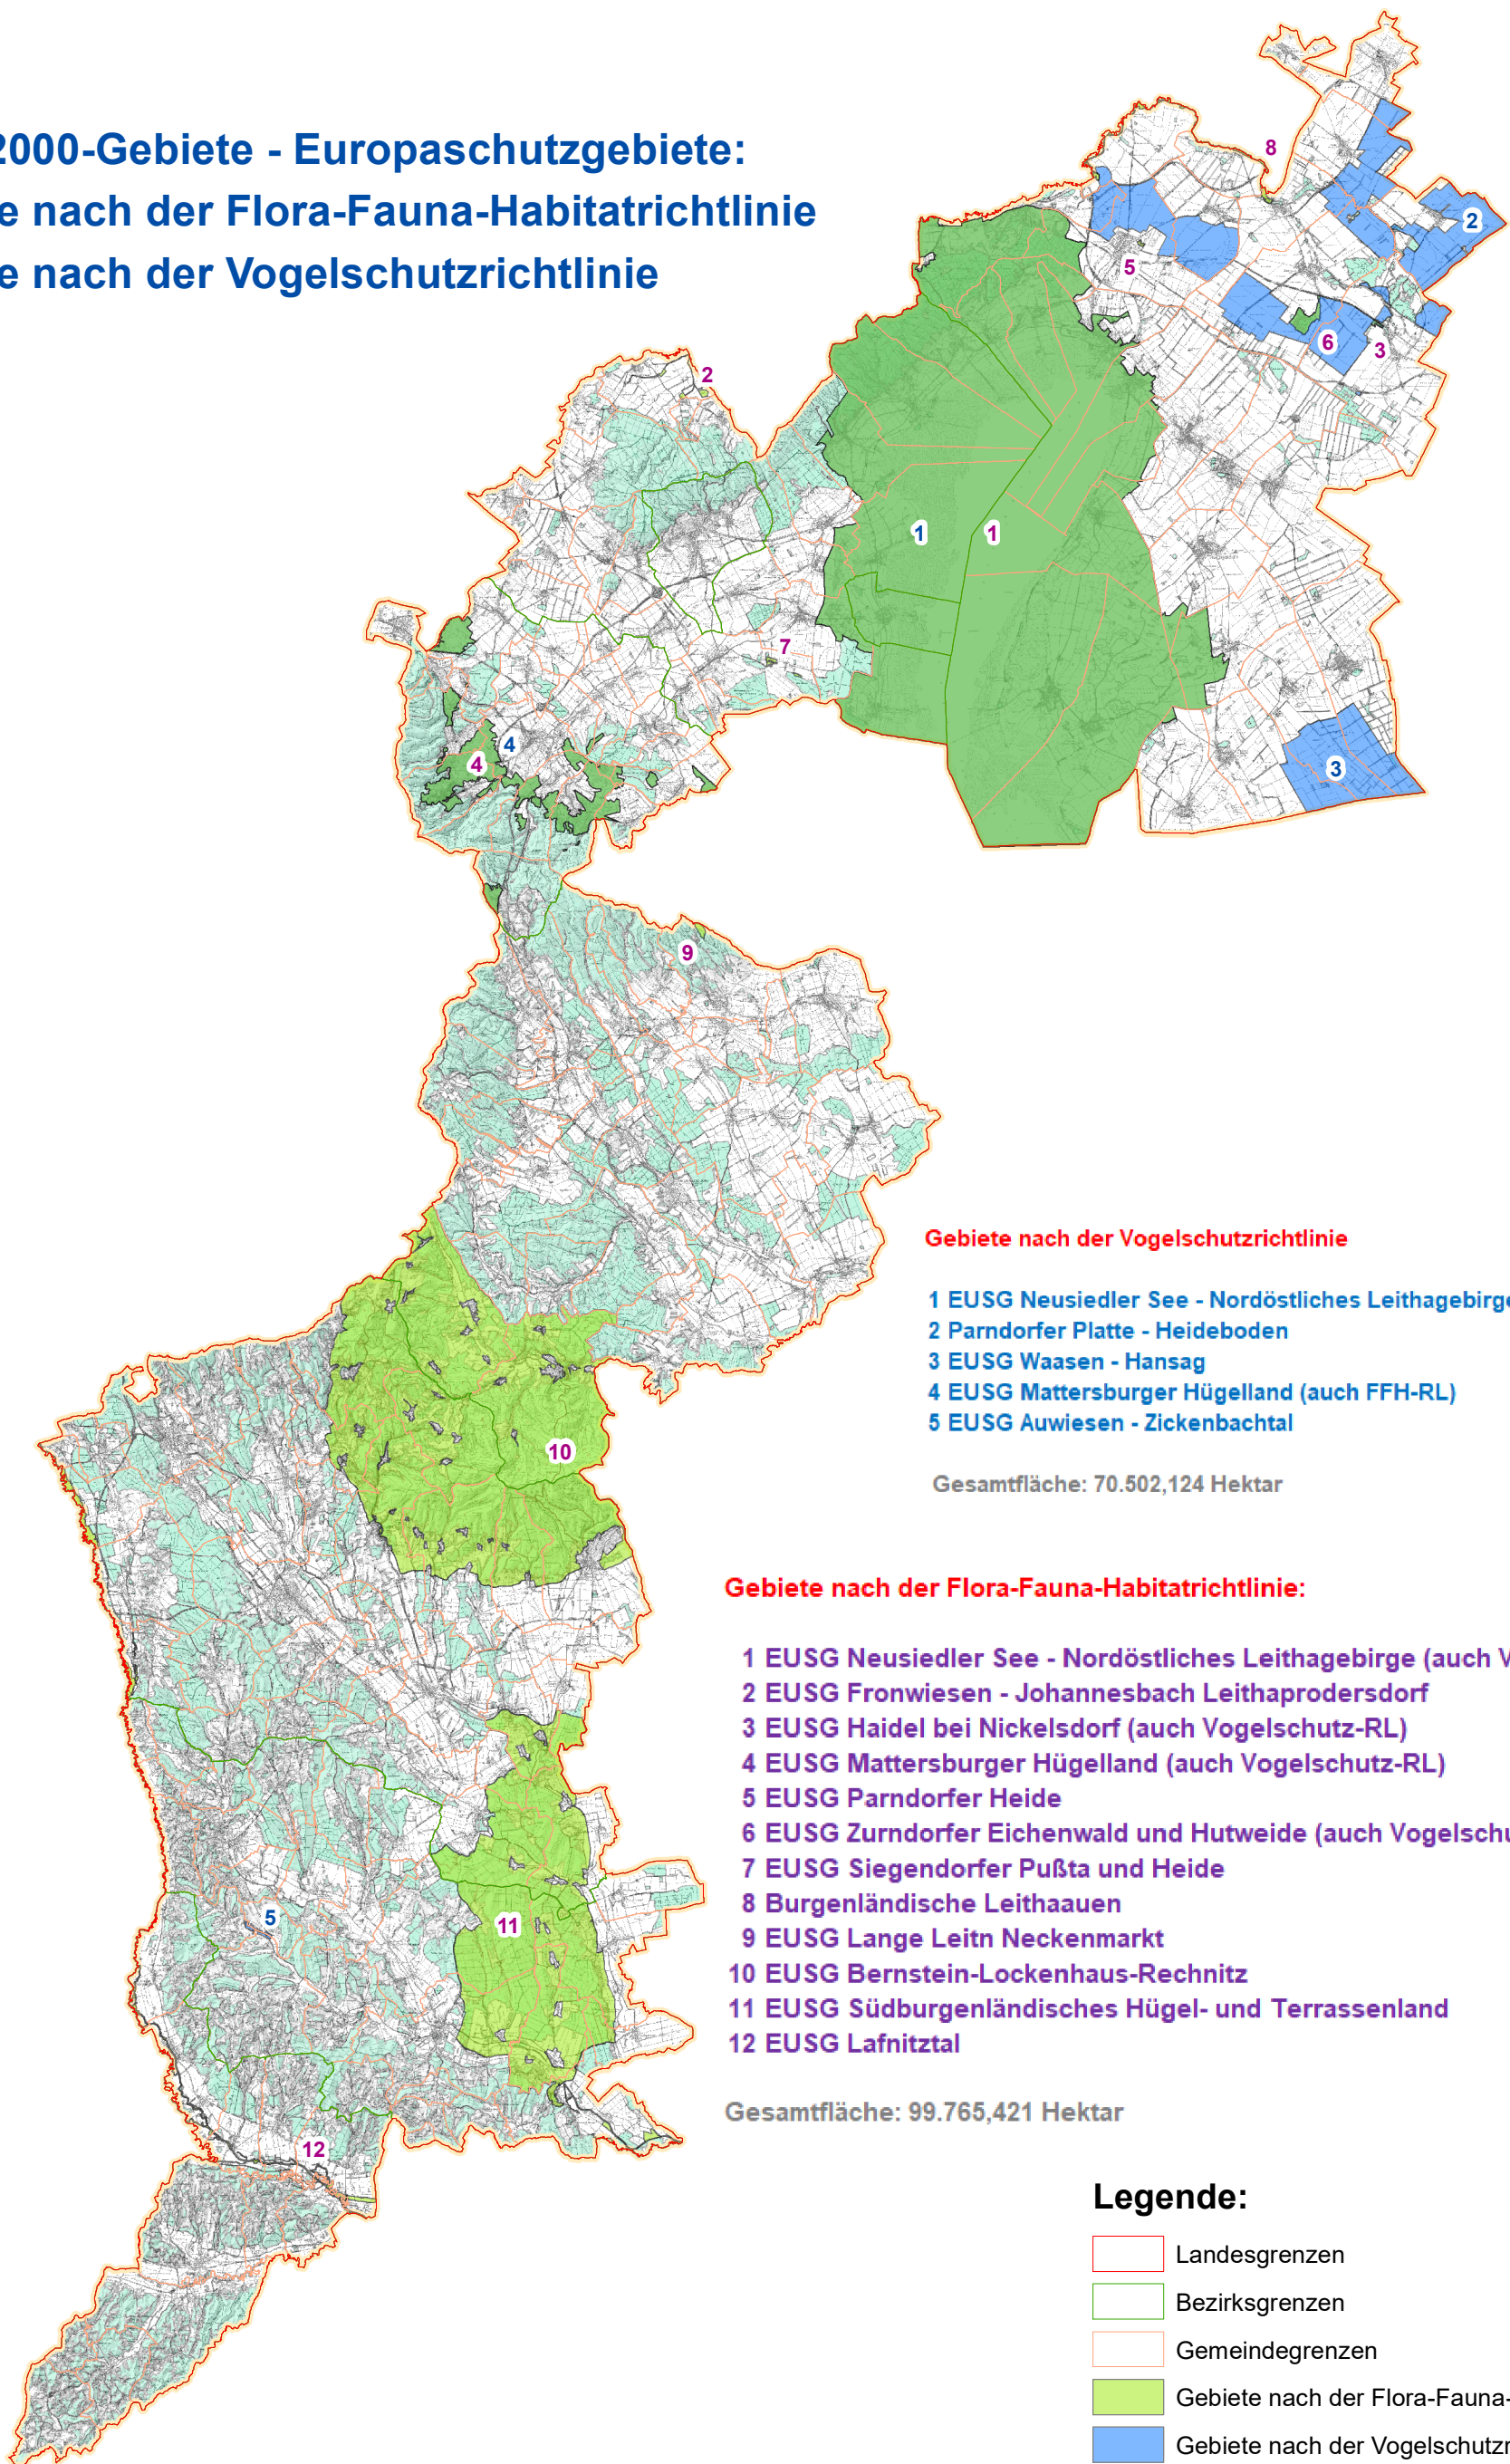 2000-Gebiete - Europaschutzgebiete:
e nach der Flora-Fauna-Habitatrichtlinie
e nach der Vogelschutzrichtlinie
8
2
5
6
3
2
1
1
7
4
4
3
9
10
11
5
12
Gebiete nach der Vogelschutzrichtlinie
1 EUSG Neusiedler See - Nordöstliches Leithagebirge
2 Parndorfer Platte - Heideboden
3 EUSG Waasen - Hansag
4 EUSG Mattersburger Hügelland (auch FFH-RL)
5 EUSG Auwiesen - Zickenbachtal
Gesamtfläche: 70.502,124 Hektar
Gebiete nach der Flora-Fauna-Habitatrichtlinie:
1 EUSG Neusiedler See - Nordöstliches Leithagebirge (auch V
2 EUSG Fronwiesen - Johannesbach Leithaprodersdorf
3 EUSG Haidel bei Nickelsdorf (auch Vogelschutz-RL)
4 EUSG Mattersburger Hügelland (auch Vogelschutz-RL)
5 EUSG Parndorfer Heide
6 EUSG Zurndorfer Eichenwald und Hutweide (auch Vogelschu
7 EUSG Siegendorfer Pußta und Heide
8 Burgenländische Leithaauen
9 EUSG Lange Leitn Neckenmarkt
10 EUSG Bernstein-Lockenhaus-Rechnitz
11 EUSG Südburgenländisches Hügel- und Terrassenland
12 EUSG Lafnitztal
Gesamtfläche: 99.765,421 Hektar
Legende:
Landesgrenzen
Bezirksgrenzen
Gemeindegrenzen
Gebiete nach der Flora-Fauna-
Gebiete nach der Vogelschutzr